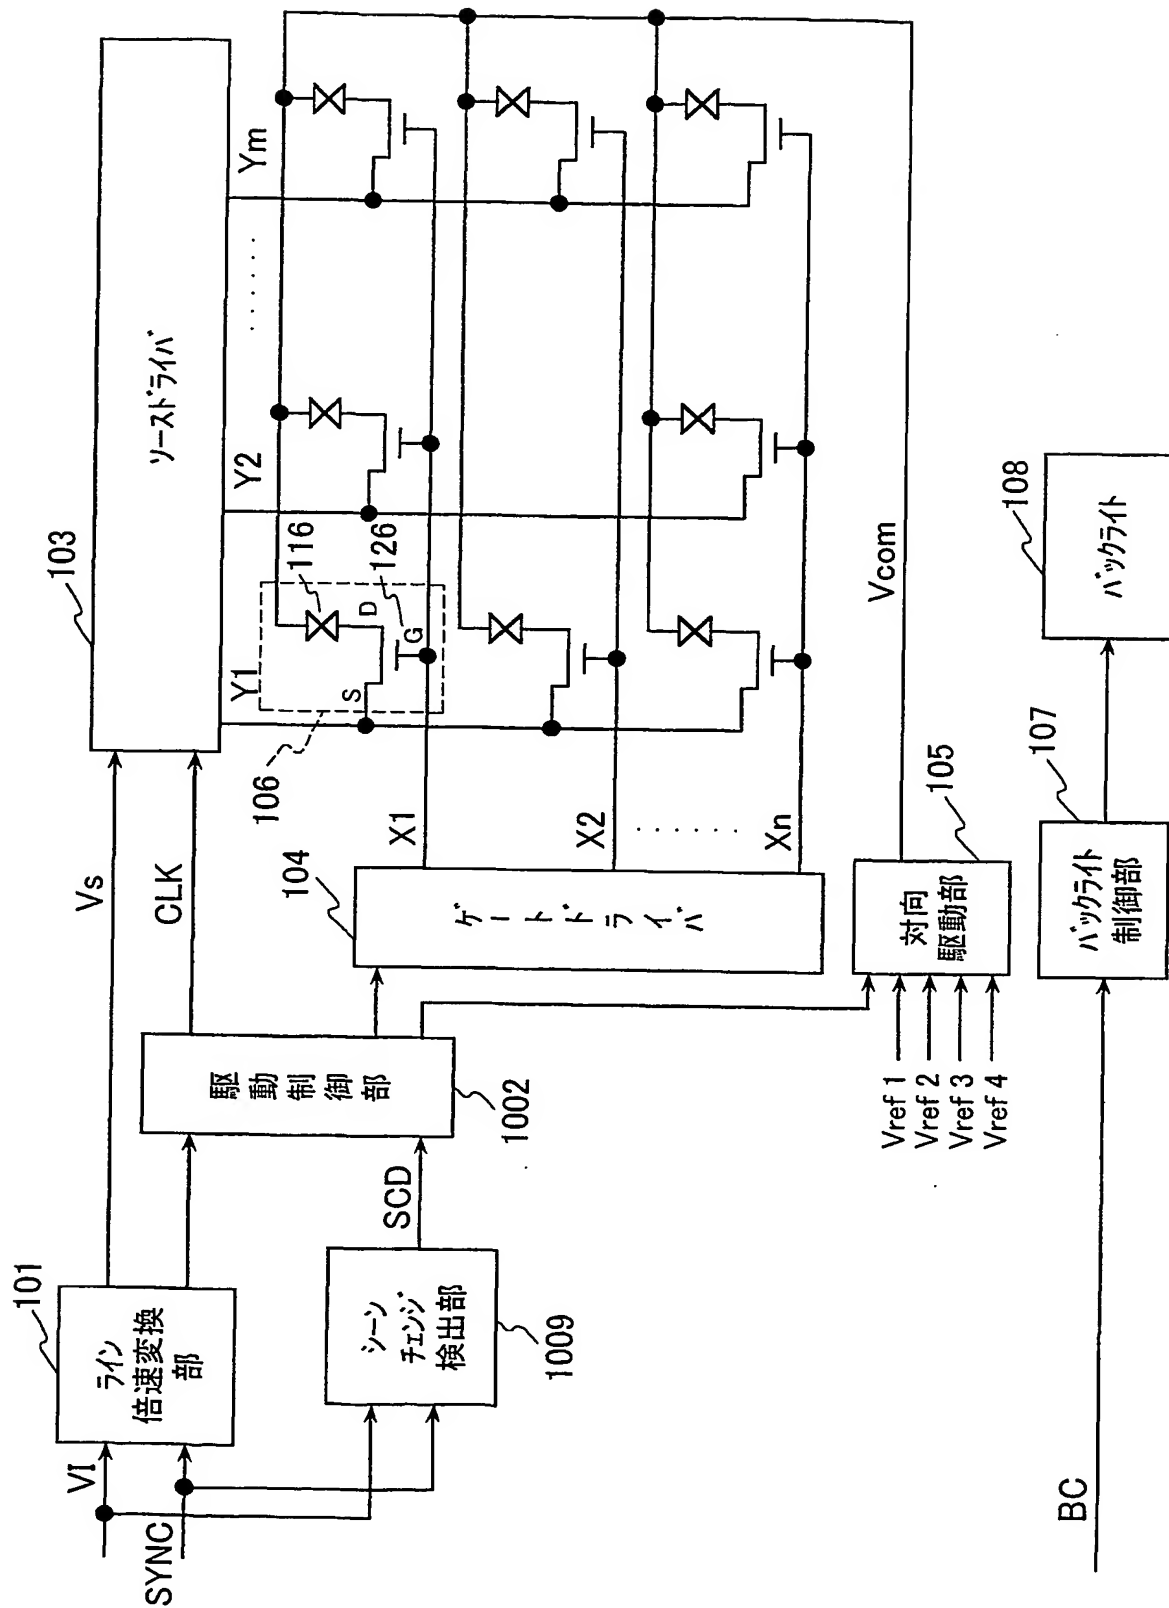 VI
SYNC
101
ライン
倍速変換
部
シーン
チェンジ
検出部
1009
SCD
駆動制御部
1002
Vs
CLK
103
ソースドライバ
104
ゲートドライバ
106
Y1
Y2
‥‥‥
Ym
116
126
S
D
G
X1
X2
‥‥‥
Xn
105
対向
駆動部
Vref 1
Vref 2
Vref 3
Vref 4
Vcom
BC
107
バックライト
制御部
108
バックライト